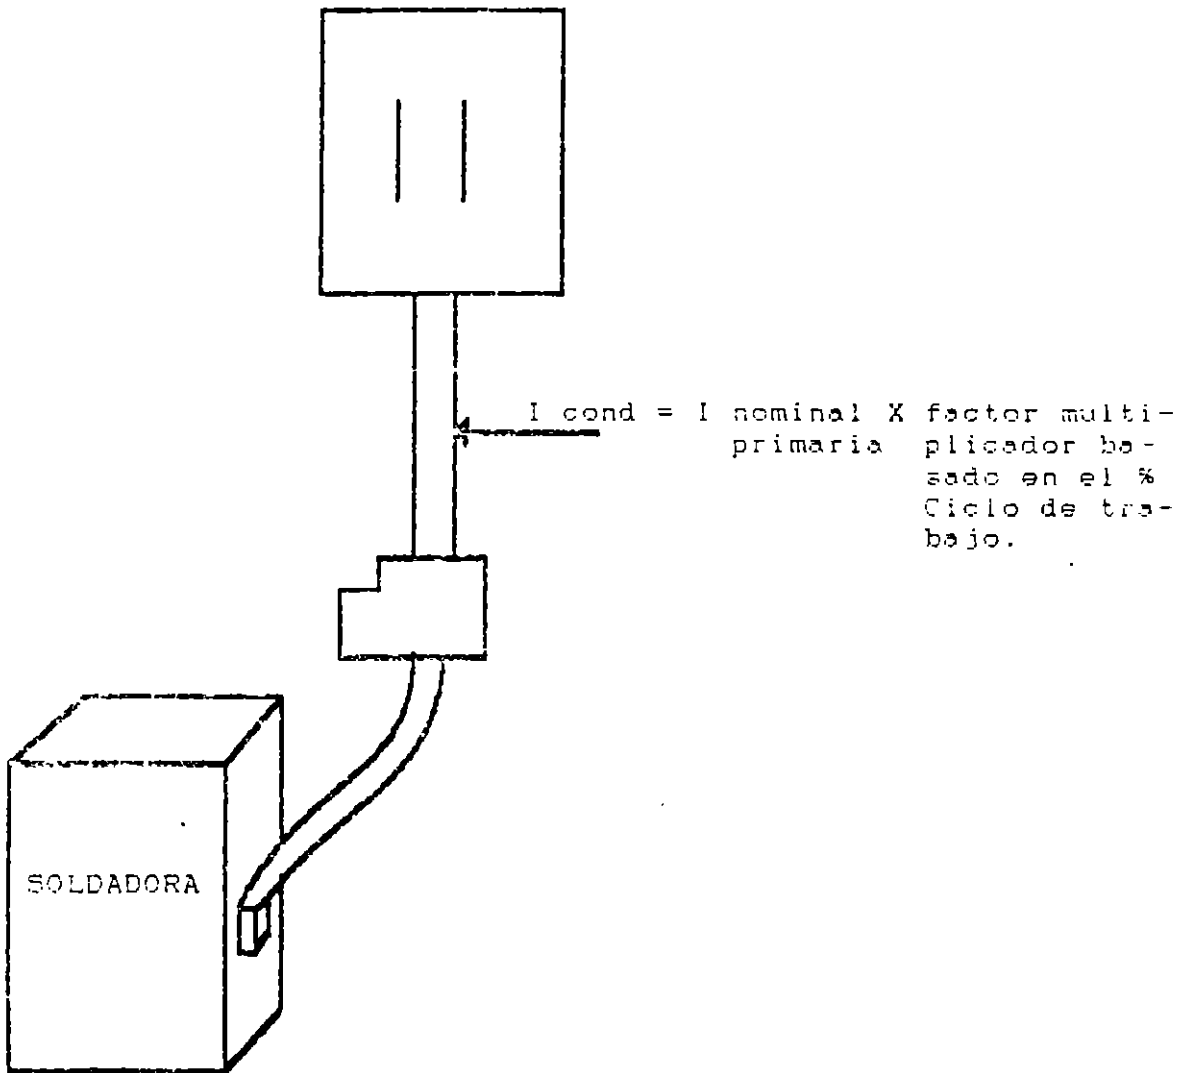 I cond = I nominal X factor multi-
primaria plicador ba-
sado en el %
Ciclo de tra-
bajo.
SOLDADORA